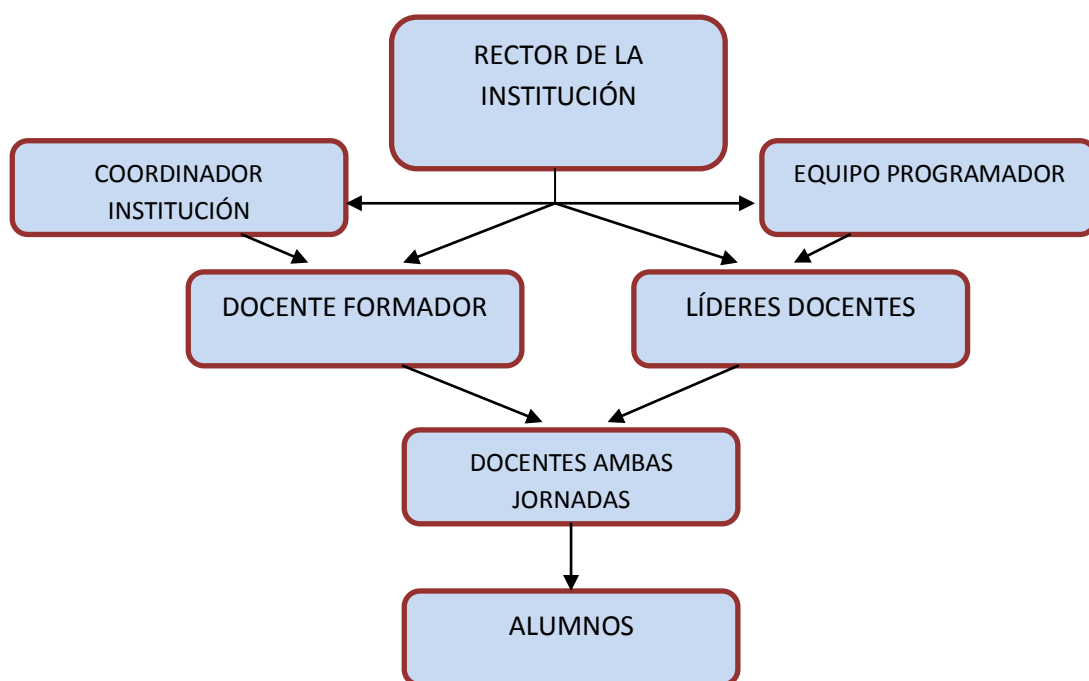 RECTOR DE LA
INSTITUCIÓN
COORDINADOR
INSTITUCIÓN
EQUIPO PROGRAMADOR
DOCENTE FORMADOR
LÍDERES DOCENTES
DOCENTES AMBAS
JORNADAS
ALUMNOS